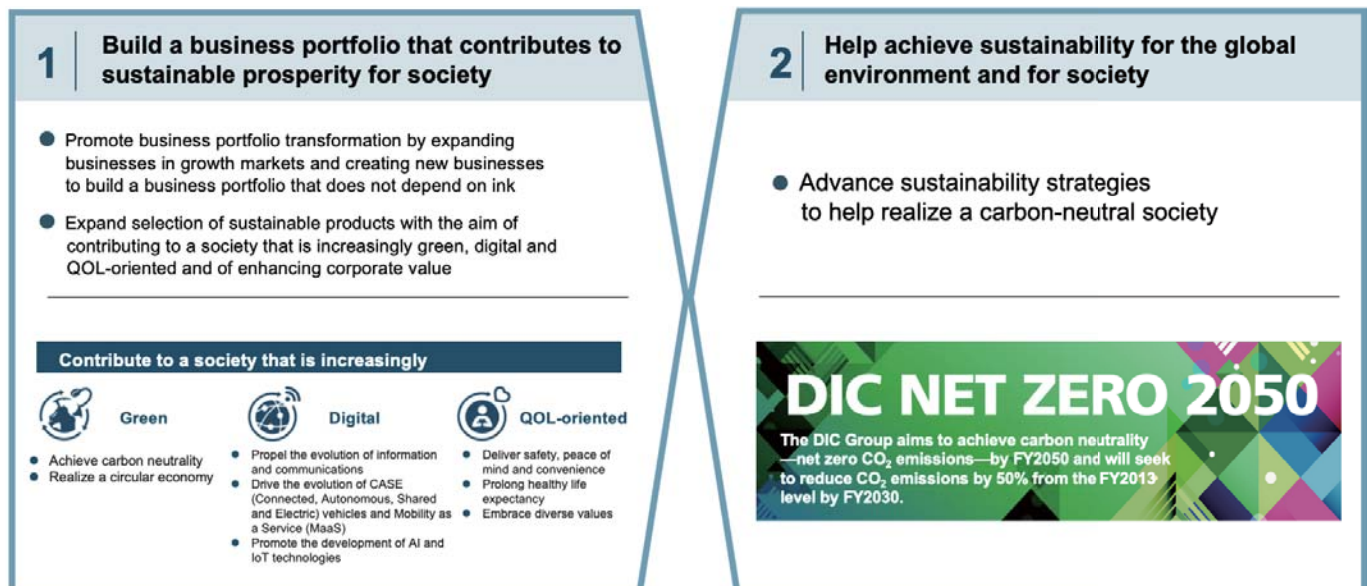 1
Build a business portfolio that contributes to
sustainable prosperity for society
● Promote business portfolio transformation by expanding
businesses in growth markets and creating new businesses
to build a business portfolio that does not depend on ink
● Expand selection of sustainable products with the aim of
contributing to a society that is increasingly green, digital and
QOL-oriented and of enhancing corporate value
Contribute to a society that is increasingly
Green
● Achieve carbon neutrality
● Realize a circular economy
Digital
● Propel the evolution of information
and communications
● Drive the evolution of CASE
(Connected, Autonomous, Shared
and Electric) vehicles and Mobility as
a Service (MaaS)
● Promote the development of AI and
IoT technologies
QOL-oriented
● Deliver safety, peace of
mind and convenience
● Prolong healthy life
expectancy
● Embrace diverse values
2
Help achieve sustainability for the global
environment and for society
● Advance sustainability strategies
to help realize a carbon-neutral society
DIC NET ZERO 2050
The DIC Group aims to achieve carbon neutrality
—net zero CO₂ emissions—by FY2050 and will seek
to reduce CO₂ emissions by 50% from the FY2013
level by FY2030.